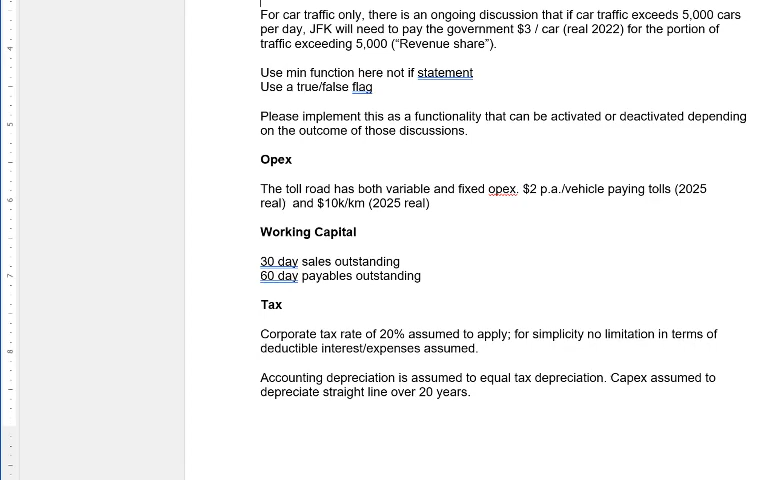 For car traffic only, there is an ongoing discussion that if car traffic exceeds 5,000 cars
per day, JFK will need to pay the government $3 / car (real 2022) for the portion of
traffic exceeding 5,000 (“Revenue share”).
Use min function here not if statement
Use a true/false flag
Please implement this as a functionality that can be activated or deactivated depending
on the outcome of those discussions.
Opex
The toll road has both variable and fixed opex. $2 p.a./vehicle paying tolls (2025
real)  and $10k/km (2025 real)
Working Capital
30 day sales outstanding
60 day payables outstanding
Tax
Corporate tax rate of 20% assumed to apply; for simplicity no limitation in terms of
deductible interest/expenses assumed.
Accounting depreciation is assumed to equal tax depreciation. Capex assumed to
depreciate straight line over 20 years.
4
5
6
7
8